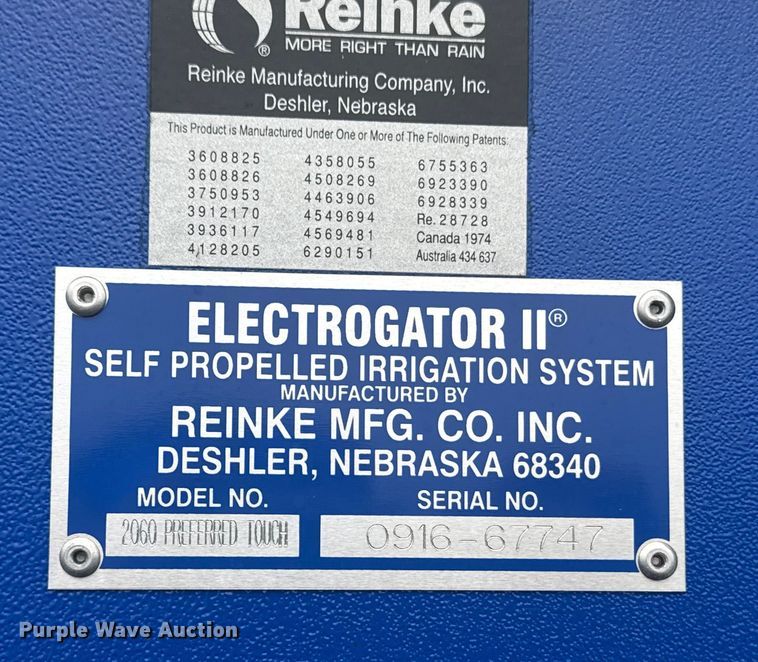 Reinke
®
MORE RIGHT THAN RAIN
Reinke Manufacturing Company, Inc.
Deshler, Nebraska
This Product is Manufactured Under One or More of The Following Patents:
3608825 4358055 6755363
3608826 4508269 6923390
3750953 4463906 6928339
3912170 4549694 Re. 28728
3936117 4569481 Canada 1974
4,128205 6290151 Australia 434 637
ELECTROGATOR II®
SELF PROPELLED IRRIGATION SYSTEM
MANUFACTURED BY
REINKE MFG. CO. INC.
DESHLER, NEBRASKA 68340
MODEL NO. SERIAL NO.
2060 PREFERRED TOUCH 0916-67747
Purple Wave Auction